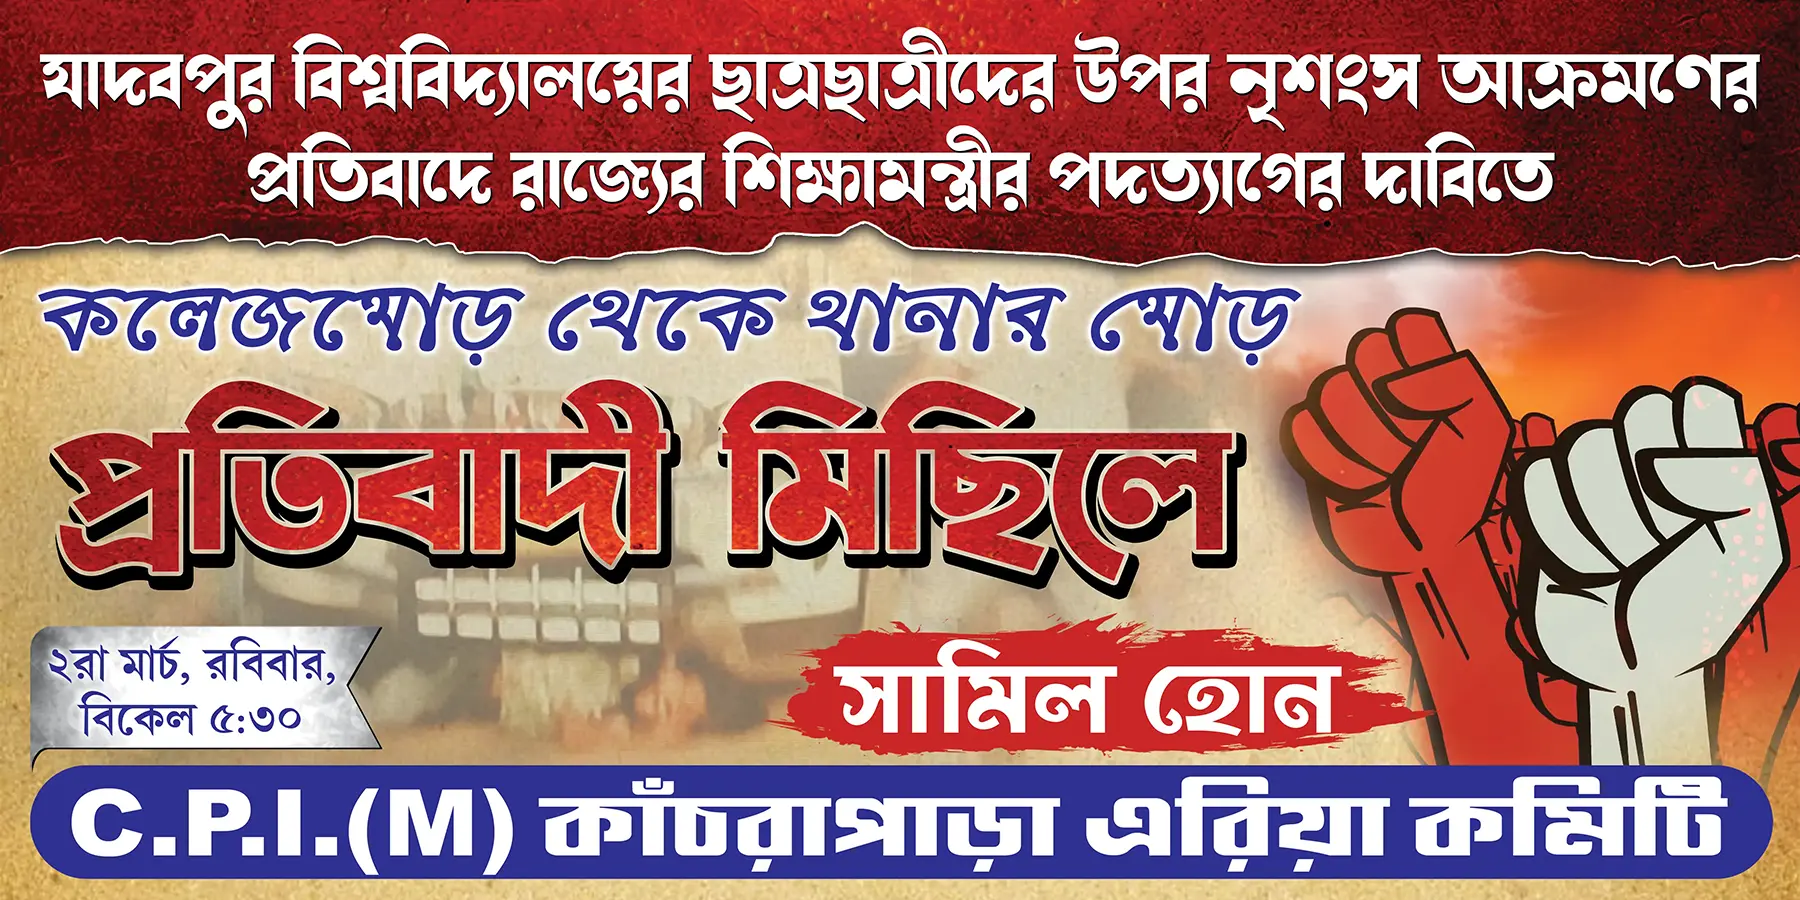 যাদবপুর বিশ্ববিদ্যালয়ের ছাত্রছাত্রীদের উপর নৃশংস আক্রমণের
প্রতিবাদে রাজ্যের শিক্ষামন্ত্রীর পদত্যাগের দাবিতে
কলেজমোড় থেকে থানার মোড়
প্রতিবাদী মিছিলে
২রা মার্চ, রবিবার,
বিকেল ৫:৩০
সামিল হোন
C.P.I.(M) কাঁচরাপাড়া এরিয়া কমিটি